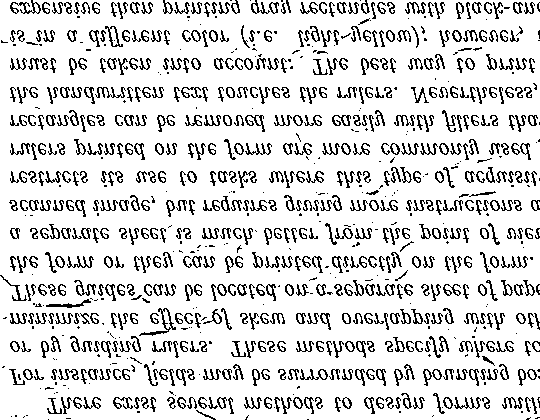 There exist several methods to design forms with
For instance, fields may be surrounded by bounding bo
or by guiding rulers. These methods specify where to
minimize the effect of skew and overlapping with oth
These guides can be located on a separate sheet of pape
the form or they can be printed directly on the form.
a separate sheet is much better from the point of view
scanned image, but requires giving more instructions a
restricts its use to tasks where this type of acquisiti
rulers printed on the form are more commonly used
rectangles can be removed more easily with filters tha
the handwritten text touches the rulers. Nevertheless,
must be taken into account: The best way to print
is in a different color (i.e. light yellow); however,
expensive than printing gray rectangles with black-and